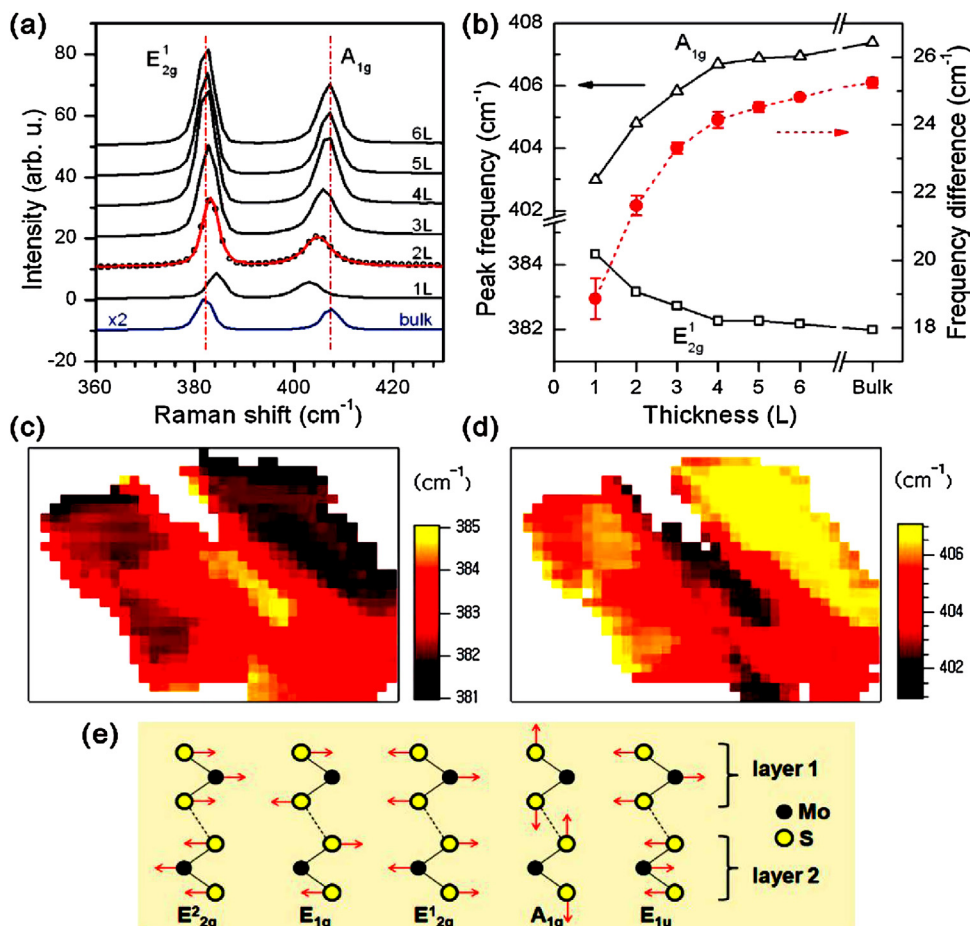 (a)
Intensity (arb. u.)
80
60
40
20
0
-20
E¹₂g
A₁g
6L
5L
4L
3L
2L
1L
x2
bulk
360
380
400
420
Raman shift (cm⁻¹)
(b)
Peak frequency (cm⁻¹)
408
406
404
402
384
382
A₁g
E¹₂g
26
24
22
20
18
Frequency difference (cm⁻¹)
0 1 2 3 4 5 6 Bulk
Thickness (L)
(c)
(cm⁻¹)
385
384
383
382
381
(d)
(cm⁻¹)
406
404
402
(e)
layer 1
Mo
S
layer 2
E²₂g E₁g E¹₂g A₁g E₁u